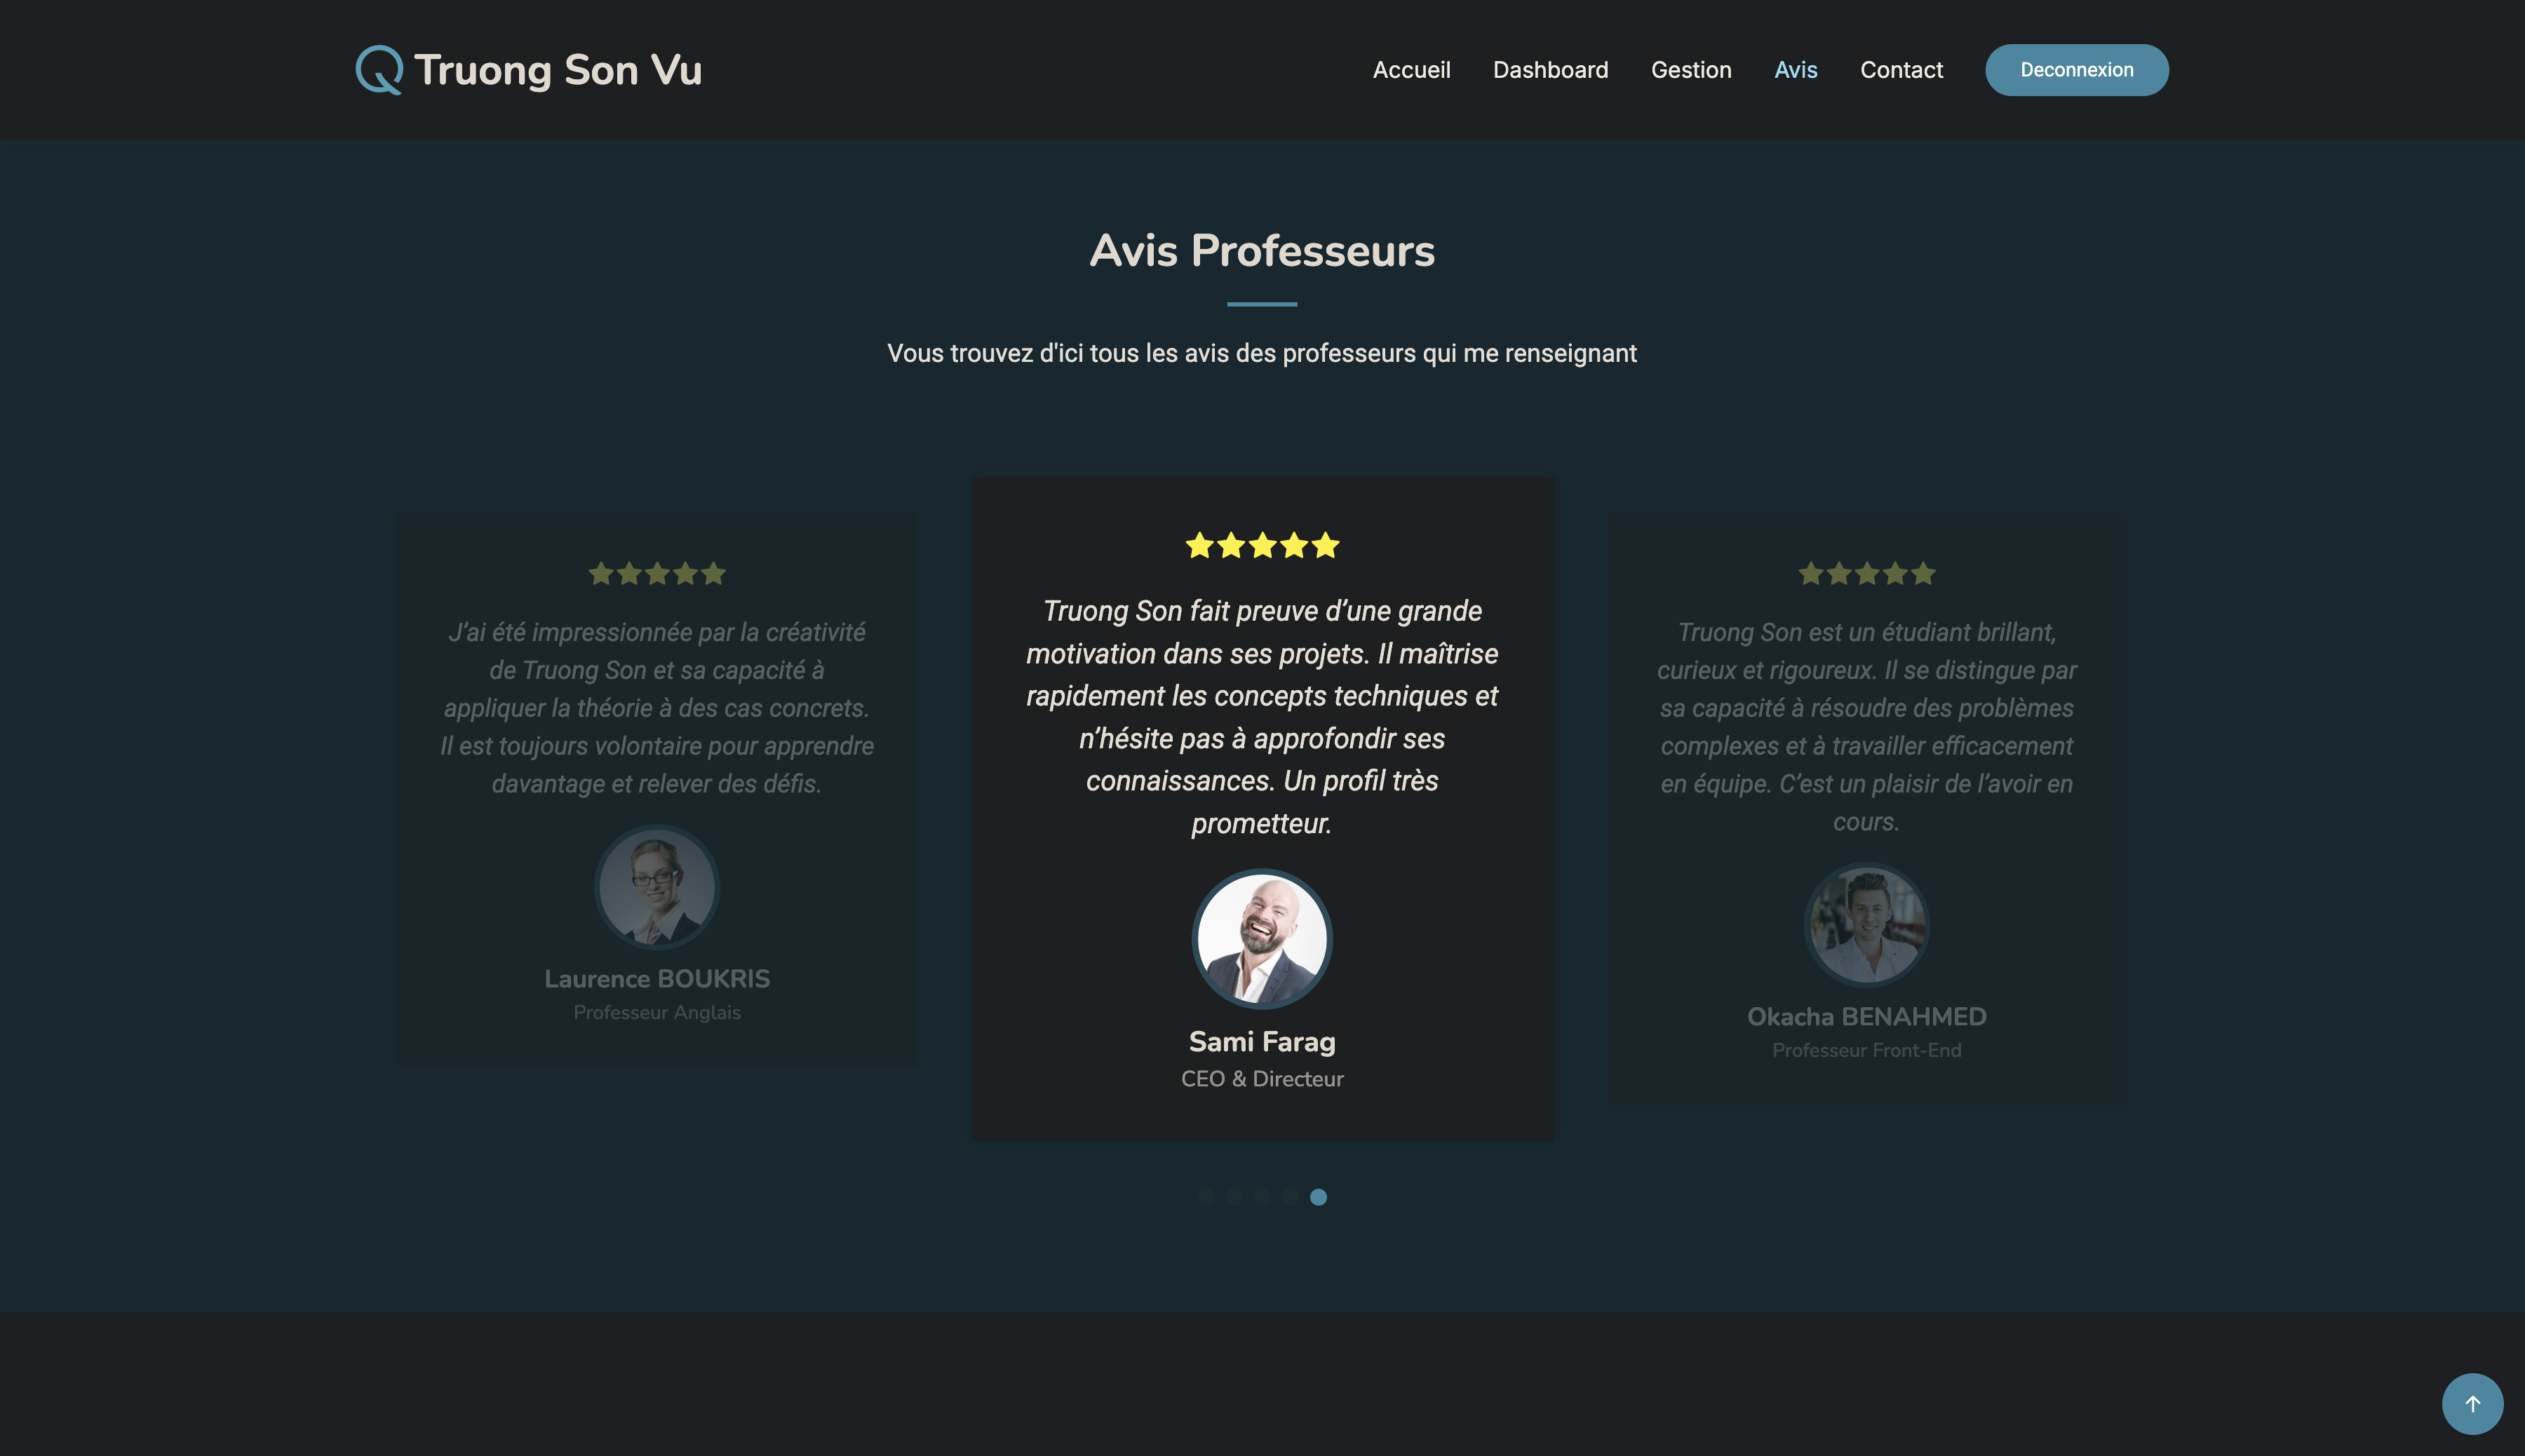 Truong Son Vu
Accueil Dashboard Gestion Avis Contact Deconnexion
Avis Professeurs
Vous trouvez d'ici tous les avis des professeurs qui me renseignant
J’ai été impressionnée par la créativité
de Truong Son et sa capacité à
appliquer la théorie à des cas concrets.
Il est toujours volontaire pour apprendre
davantage et relever des défis.
Laurence BOUKRIS
Professeur Anglais
Truong Son fait preuve d’une grande
motivation dans ses projets. Il maîtrise
rapidement les concepts techniques et
n’hésite pas à approfondir ses
connaissances. Un profil très
prometteur.
Sami Farag
CEO & Directeur
Truong Son est un étudiant brillant,
curieux et rigoureux. Il se distingue par
sa capacité à résoudre des problèmes
complexes et à travailler efficacement
en équipe. C’est un plaisir de l’avoir en
cours.
Okacha BENAHMED
Professeur Front-End